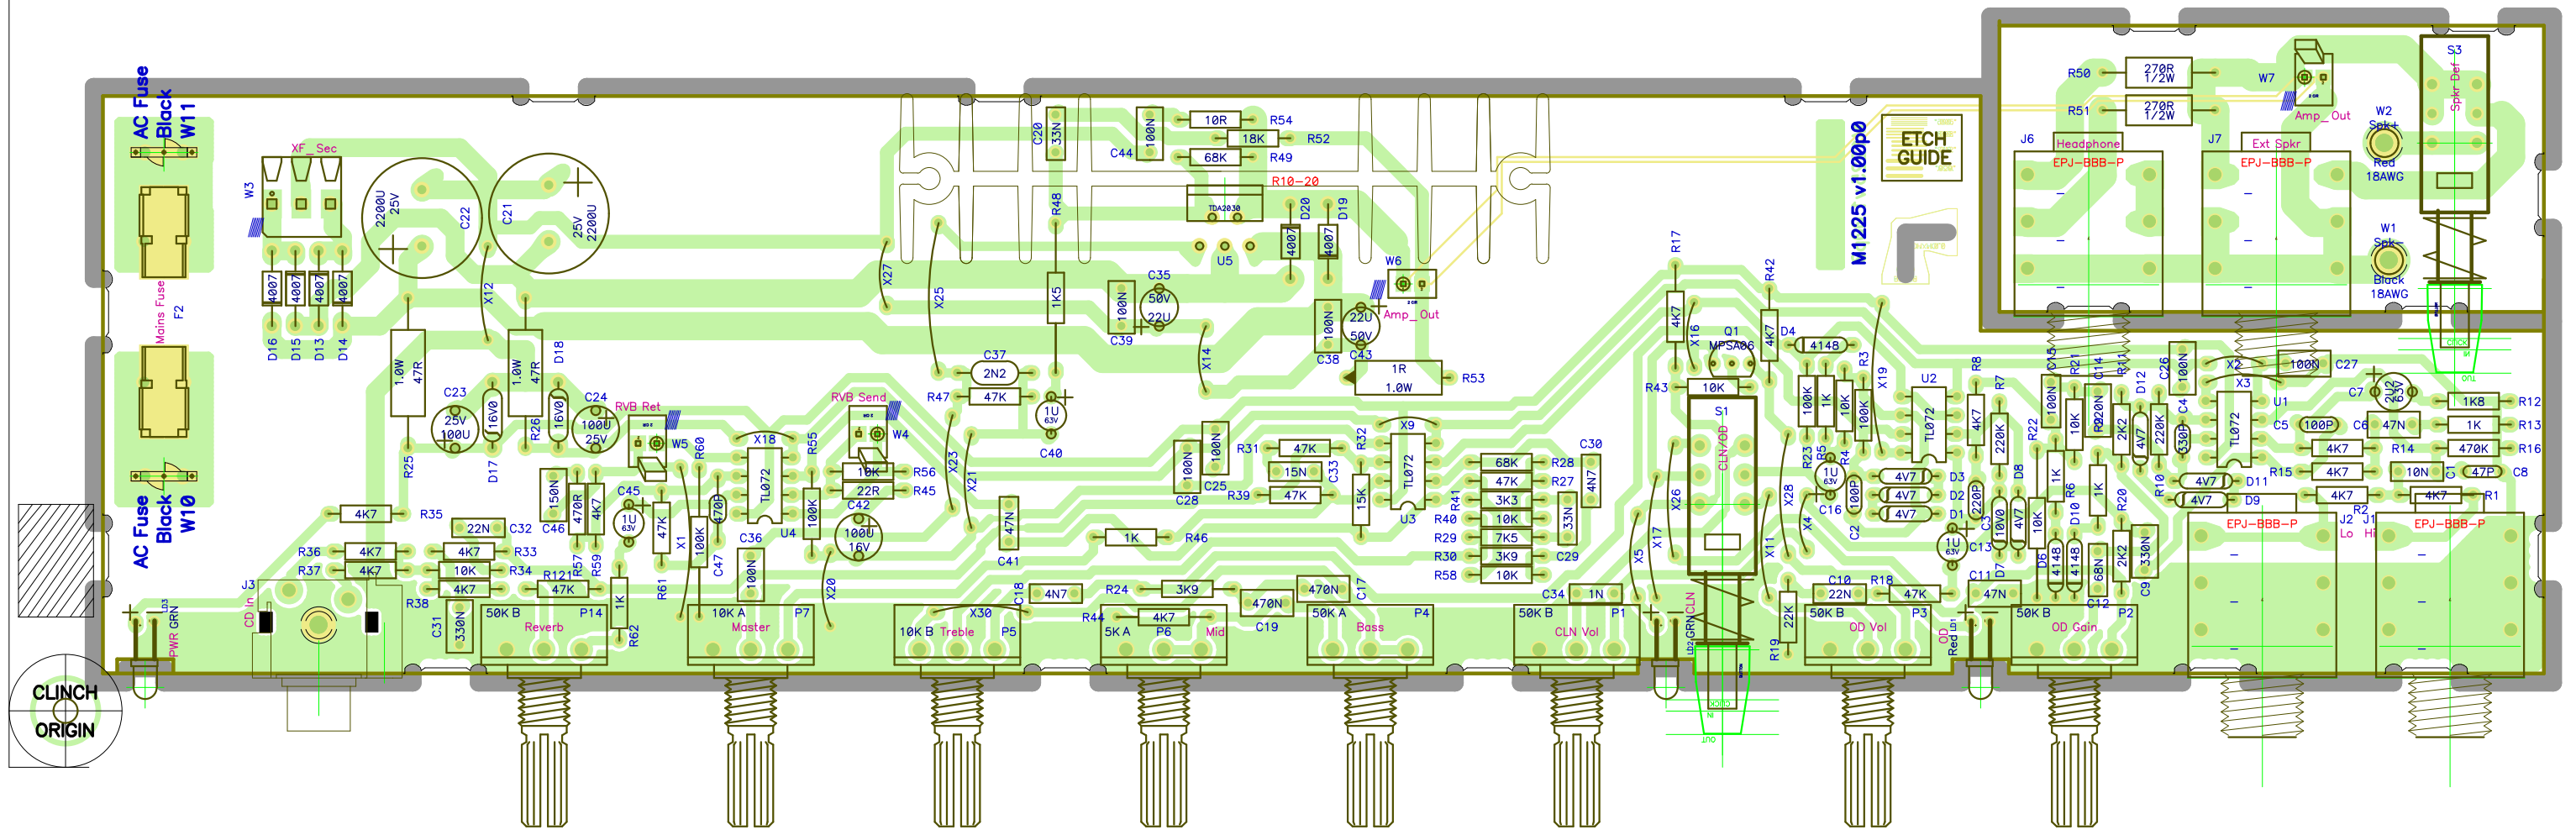 AC Fuse
Black
W11
XF_Sec
W3
2200U
25V
C22
C21
25V
2200U
C20
33N
C44
100N
10R
R54
18K
R52
68K
R49
R10-20
TDA2030
U5
D20
D19
4007
4007
R48
1K5
M1225 v1.00p0
ETCH
GUIDE
R50
270R
1/2W
R51
270R
1/2W
W7
Amp_Out
J6
Headphone
EPJ-BBB-P
J7
Ext Spkr
EPJ-BBB-P
W2
Spk+
Red
18AWG
W1
Spk-
Black
18AWG
S3
Spkr Def
Mains Fuse
F2
4007
4007
4007
4007
D16
D15
D13
D14
X12
X27
X25
C35
50V
22U
100N
C39
X14
W6
Amp_Out
100N
C38
22U
50V
C43
1R
1.0W
R53
1.0W
47R
R25
C23
25V
100U
16V0
D17
1.0W
47R
R26
D18
16V0
C24
100U
25V
RVB Ret
W5
RVB Send
W4
C37
2N2
R47
47K
1U
63V
C40
R17
4K7
X16
R42
4K7
Q1
MPSA06
D4
4148
R43
10K
S1
CLN/OD
R3
X19
100K
1K
10K
100K
R23
R5
R4
U2
TL072
R8
4K7
R7
220K
R22
C15
100N
R21
10K
C14
220N
R11
2K2
D12
4V7
C26
100N
220K
C4
330P
R10
X2
X3
100N
C27
U1
TL072
C7
2U2
63V
C5
100P
C6
47N
1K8
R12
1K
R13
470K
R16
4K7
R14
R15
4K7
10N
C1
47P
C8
4V7
D11
4V7
D9
4K7
R2
4K7
R1
EPJ-BBB-P
J2
Lo
J1
Hi
EPJ-BBB-P
AC Fuse
Black
W10
4K7
R35
R36
4K7
R37
4K7
22N
C32
4K7
R33
10K
R34
4K7
R38
C31
330N
150N
C46
470R
4K7
R57
R59
C45
1U
63V
47K
R61
X1
R60
100K
470P
C47
X18
TL072
U4
C36
100N
R55
100K
10K
R56
22R
R45
C42
100U
16V
X20
X23
X21
47N
C41
1K
R46
100N
C28
100N
C25
R31
47K
15N
C33
R39
47K
R32
15K
X9
TL072
U3
68K
R28
47K
R27
R41
3K3
R40
10K
R29
7K5
R30
3K9
R58
10K
C30
4N7
33N
C29
X5
X17
X26
X11
X28
X4
1U
63V
C16
100P
C2
4V7
D3
4V7
D2
4V7
D1
220P
C3
1U
63V
C13
10V0
D7
D8
4V7
10K
D5
1K
R6
D10
4148
4148
1K
R20
68N
C12
2K2
330N
C9
J3
CD In
LD3
PWR GRN
R121
47K
1K
R62
50K B
P14
Reverb
10K A
P7
Master
10K B
Treble
P5
X30
C18
4N7
R24
3K9
R44
4K7
5K A
P6
Mid
470N
C19
470N
C17
50K A
P4
Bass
C34
1N
50K B
P1
CLN Vol
LD2 GRN CLN
22K
R19
C10
22N
R18
47K
50K B
P3
OD Vol
OD
Red LD1
C11
47N
50K B
P2
OD Gain
CLINCH
ORIGIN